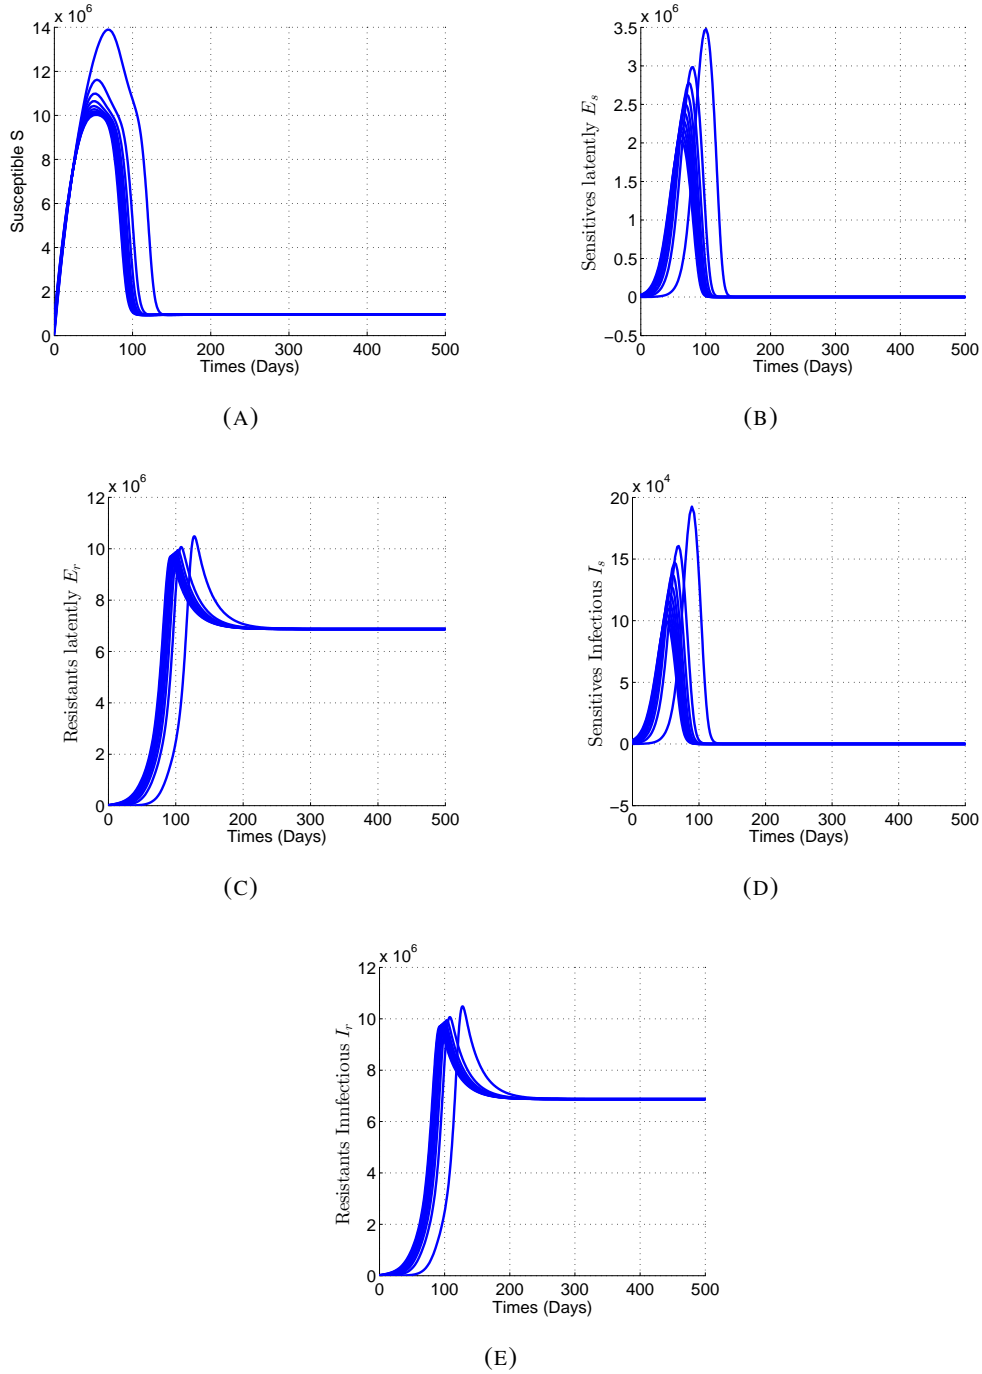 x 10^6
14
12
10
8
6
4
2
0
Susceptible S
0 100 200 300 400 500
Times (Days)
(A)
x 10^6
3.5
3
2.5
2
1.5
1
0.5
0
−0.5
Sensitives latently E_s
0 100 200 300 400 500
Times (Days)
(B)
x 10^6
12
10
8
6
4
2
0
Resistants latently E_r
0 100 200 300 400 500
Times (Days)
(C)
x 10^4
20
15
10
5
0
−5
Sensitives Infectious I_s
0 100 200 300 400 500
Times (Days)
(D)
x 10^6
12
10
8
6
4
2
0
Resistants Innfectious I_r
0 100 200 300 400 500
Times (Days)
(E)